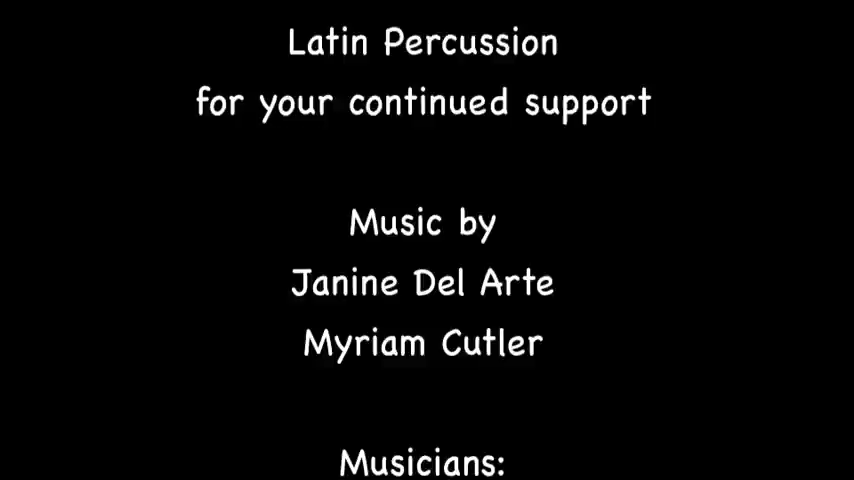 Latin Percussion
for your continued support
Music by
Janine Del Arte
Myriam Cutler
Musicians: